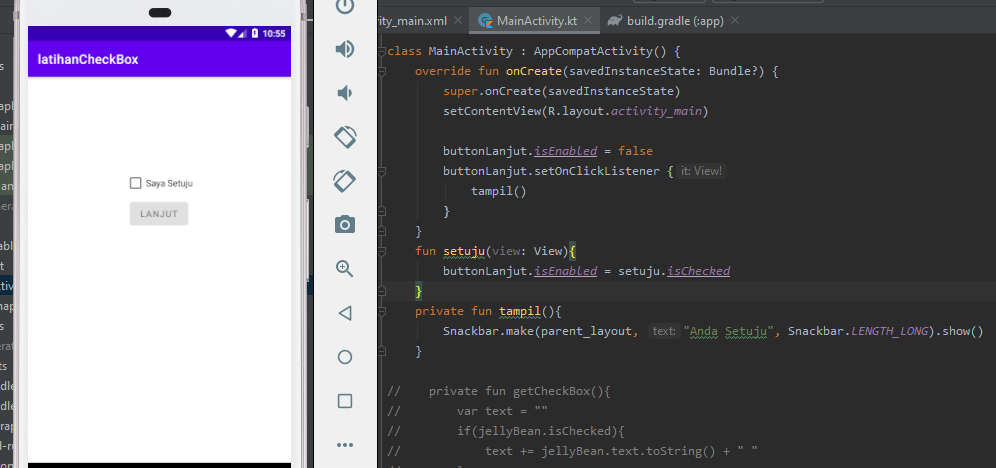 10:55
latihanCheckBox
Saya Setuju
LANJUT
ity_main.xml
MainActivity.kt
build.gradle (:app)
class MainActivity : AppCompatActivity() {
override fun onCreate(savedInstanceState: Bundle?) {
super.onCreate(savedInstanceState)
setContentView(R.layout.activity_main)
buttonLanjut.isEnabled = false
buttonLanjut.setOnClickListener { it: View!
tampil()
}
}
fun setuju(view: View){
buttonLanjut.isEnabled = setuju.isChecked
}
private fun tampil(){
Snackbar.make(parent_layout, text: "Anda Setuju", Snackbar.LENGTH_LONG).show()
}
// private fun getCheckBox(){
// var text = ""
// if(jellyBean.isChecked){
// text += jellyBean.text.toString() + " "